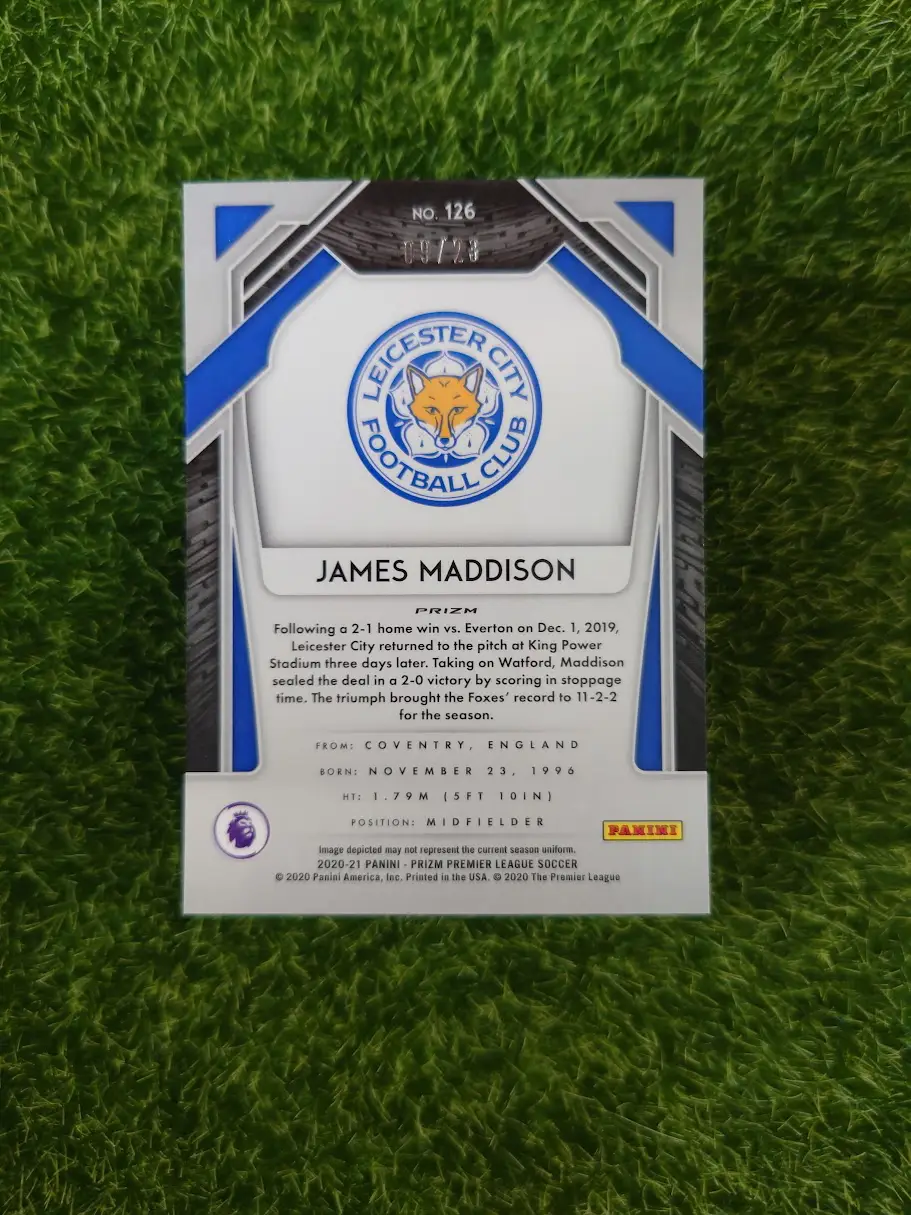 NO. 126
LEICESTER CITY
FOOTBALL CLUB
JAMES MADDISON
PRIZM
Following a 2-1 home win vs. Everton on Dec. 1, 2019,
Leicester City returned to the pitch at King Power
Stadium three days later. Taking on Watford, Maddison
sealed the deal in a 2-0 victory by scoring in stoppage
time. The triumph brought the Foxes' record to 11-2-2
for the season.
FROM: COVENTRY, ENGLAND
BORN: NOVEMBER 23, 1996
HT: 1.79M (5FT 10IN)
POSITION: MIDFIELDER
PANINI
Image depicted may not represent the current season uniform.
2020-21 PANINI - PRIZM PREMIER LEAGUE SOCCER
© 2020 Panini America, Inc. Printed in the USA. © 2020 The Premier League